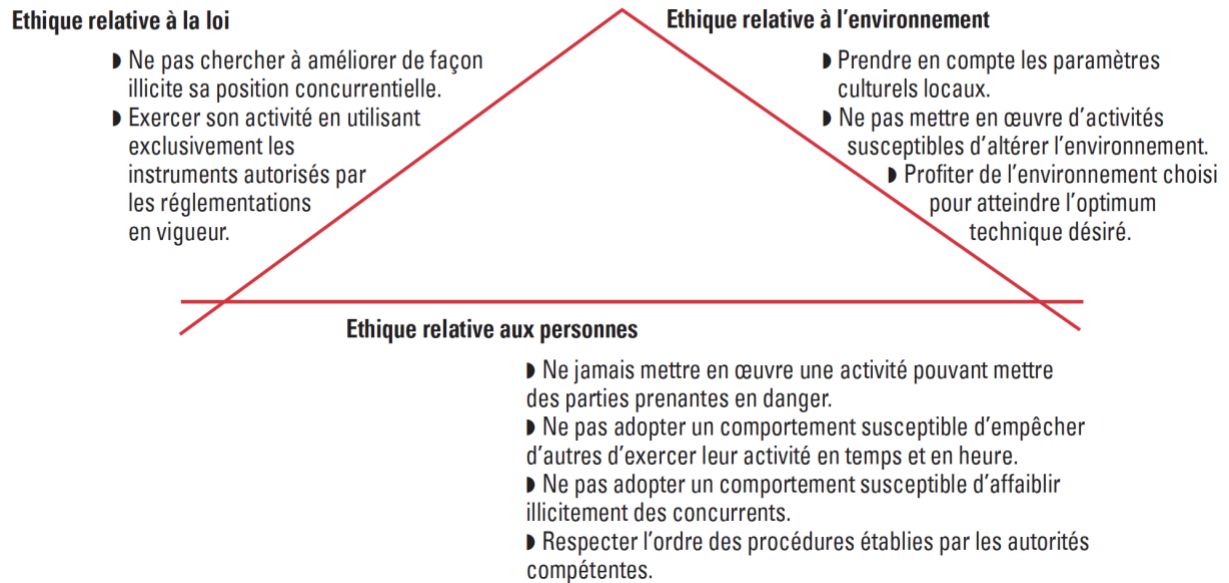 Ethique relative à la loi
◗ Ne pas chercher à améliorer de façon
illicite sa position concurrentielle.
◗ Exercer son activité en utilisant
exclusivement les
instruments autorisés par
les réglementations
en vigueur.
Ethique relative à l’environnement
◗ Prendre en compte les paramètres
culturels locaux.
◗ Ne pas mettre en œuvre d’activités
susceptibles d’altérer l’environnement.
◗ Profiter de l’environnement choisi
pour atteindre l’optimum
technique désiré.
Ethique relative aux personnes
◗ Ne jamais mettre en œuvre une activité pouvant mettre
des parties prenantes en danger.
◗ Ne pas adopter un comportement susceptible d’empêcher
d’autres d’exercer leur activité en temps et en heure.
◗ Ne pas adopter un comportement susceptible d’affaiblir
illicitement des concurrents.
◗ Respecter l’ordre des procédures établies par les autorités
compétentes.